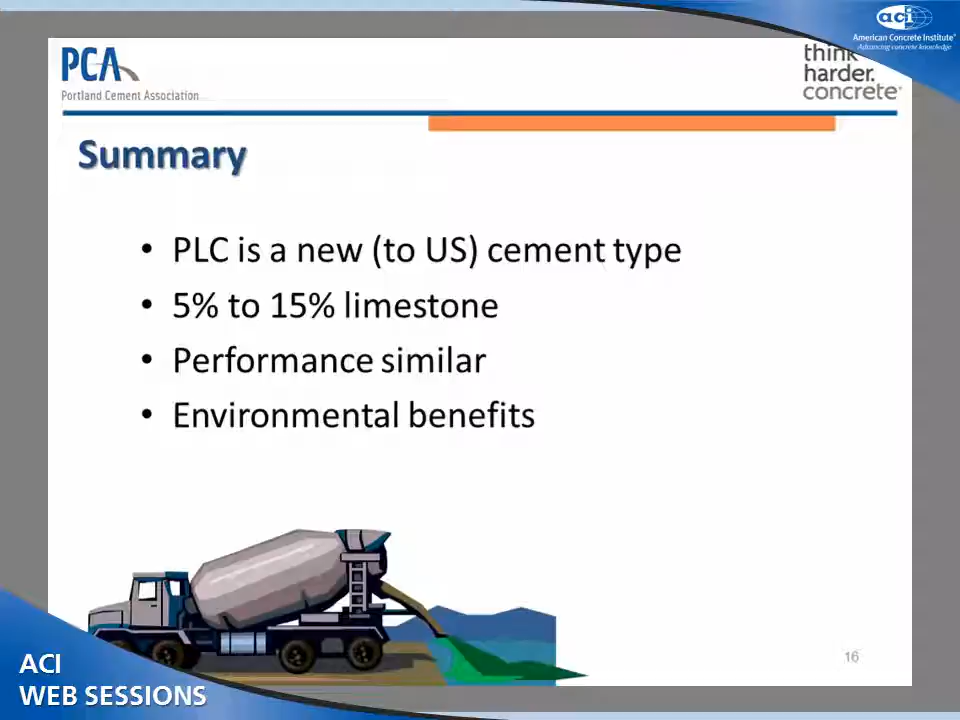 aci
American Concrete Institute®
Advancing concrete knowledge
PCA
Portland Cement Association
think
harder.
concrete®
Summary
• PLC is a new (to US) cement type
• 5% to 15% limestone
• Performance similar
• Environmental benefits
16
ACI
WEB SESSIONS